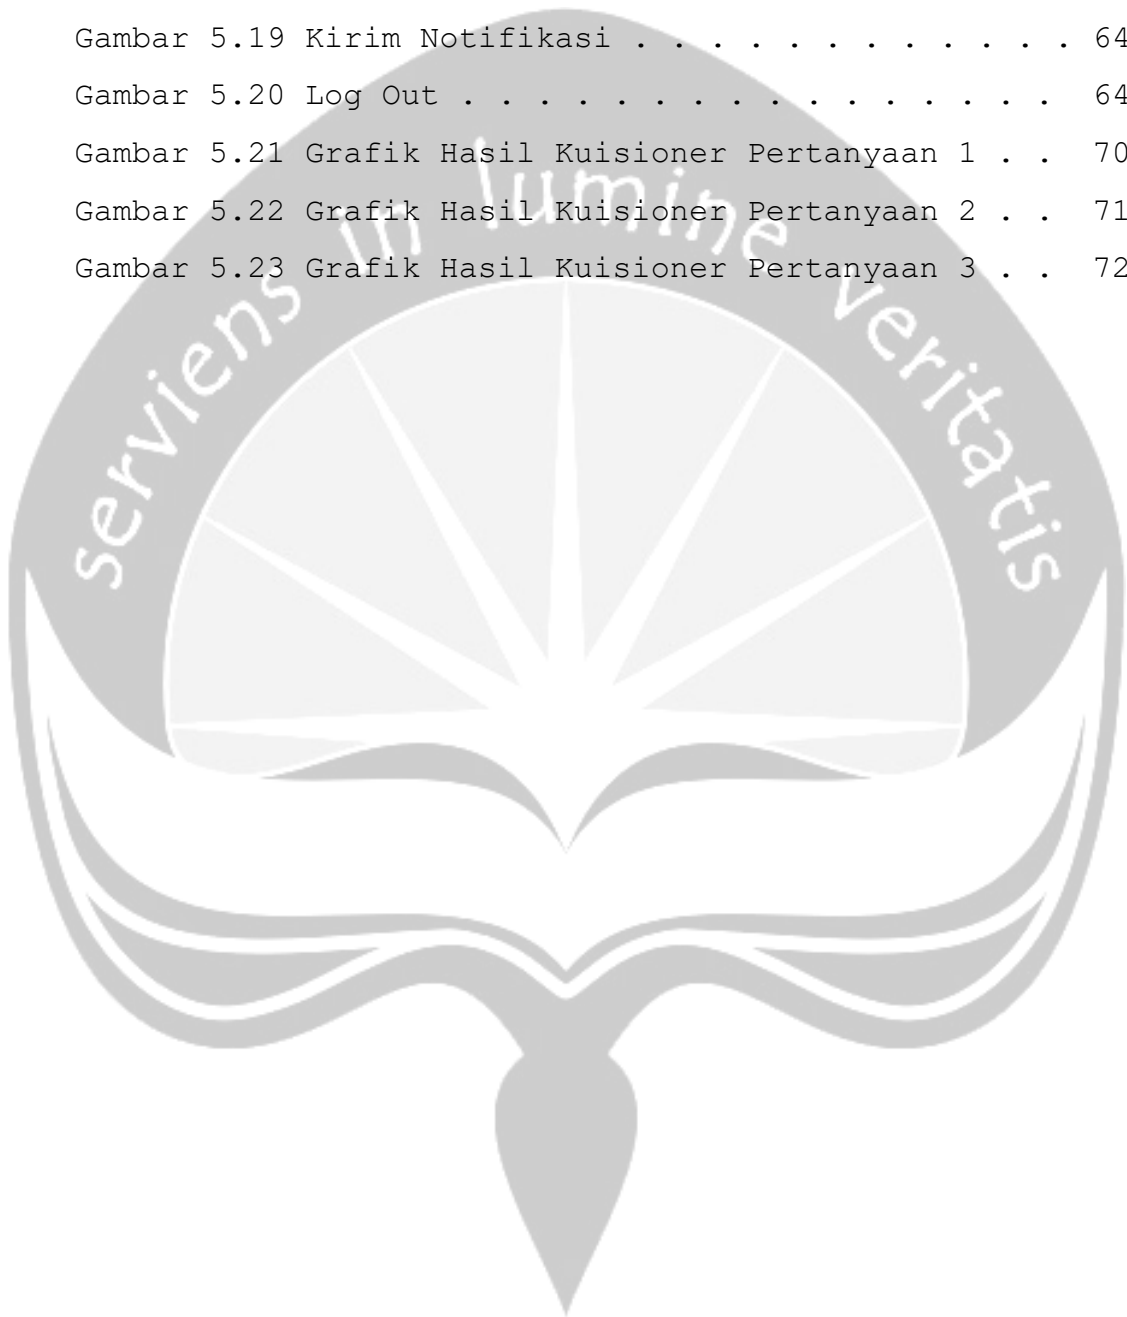 Gambar 5.19 Kirim Notifikasi . . . . . . . . . . . . 64
Gambar 5.20 Log Out . . . . . . . . . . . . . . . . 64
Gambar 5.21 Grafik Hasil Kuisioner Pertanyaan 1 . . 70
Gambar 5.22 Grafik Hasil Kuisioner Pertanyaan 2 . . 71
Gambar 5.23 Grafik Hasil Kuisioner Pertanyaan 3 . . 72
serviens in lumine veritatis